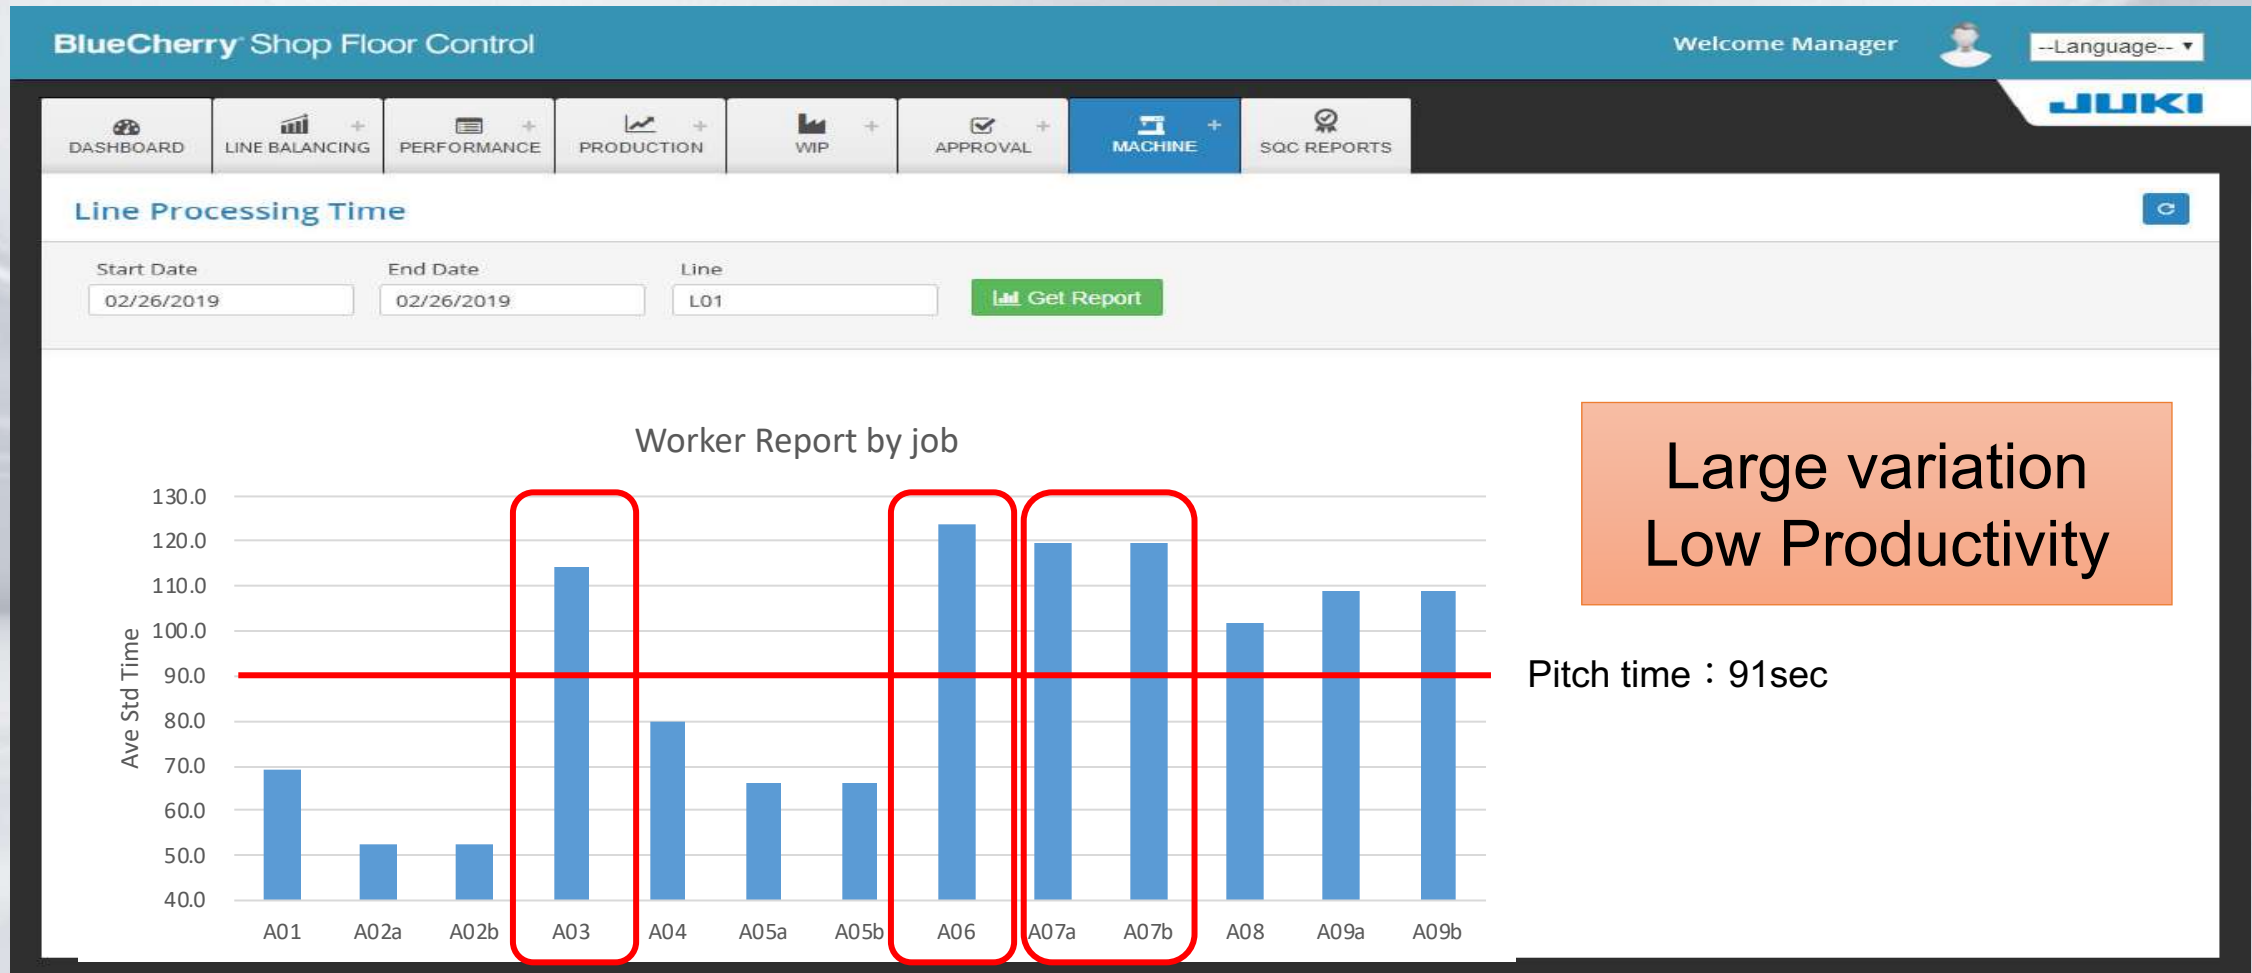 BlueCherry Shop Floor Control
Welcome Manager
--Language--
JUKI
DASHBOARD
LINE BALANCING
PERFORMANCE
PRODUCTION
WIP
APPROVAL
MACHINE
SQC REPORTS
Line Processing Time
Start Date
End Date
Line
02/26/2019
02/26/2019
L01
Get Report
Worker Report by job
Large variation
Low Productivity
130.0
120.0
110.0
100.0
90.0
80.0
70.0
60.0
50.0
40.0
Ave Std Time
Pitch time：91sec
A01 A02a A02b A03 A04 A05a A05b A06 A07a A07b A08 A09a A09b